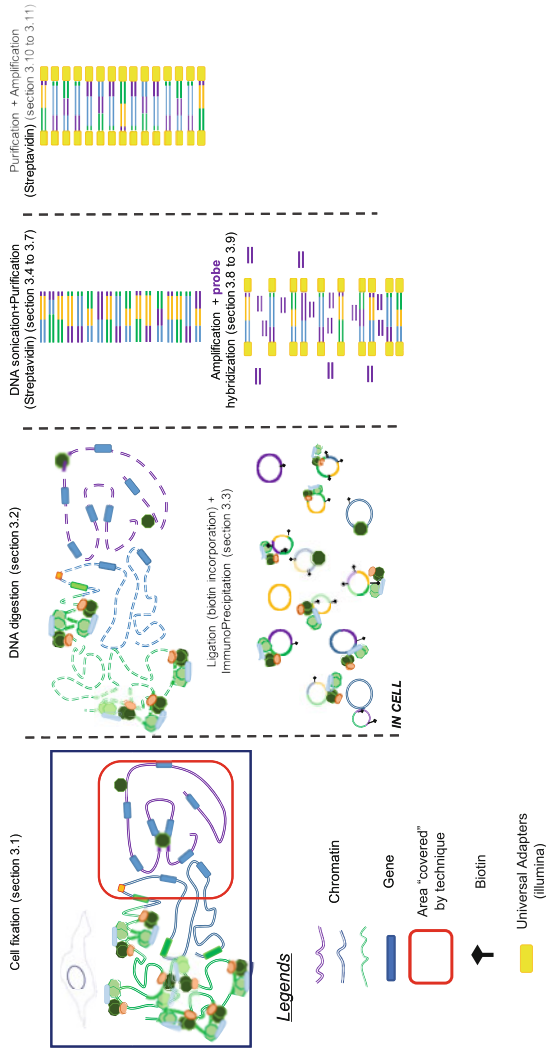 Cell fixation (section 3.1)
DNA digestion (section 3.2)
Ligation (biotin incorporation) +
ImmunoPrecipitation (section 3.3)
IN CELL
DNA sonication+Purification
(Streptavidin) (section 3.4 to 3.7)
Amplification + probe
hybridization (section 3.8 to 3.9)
Purification + Amplification
(Streptavidin) (section 3.10 to 3.11)
Legends
Chromatin
Gene
Area “covered”
by technique
Biotin
Universal Adapters
(illumina)